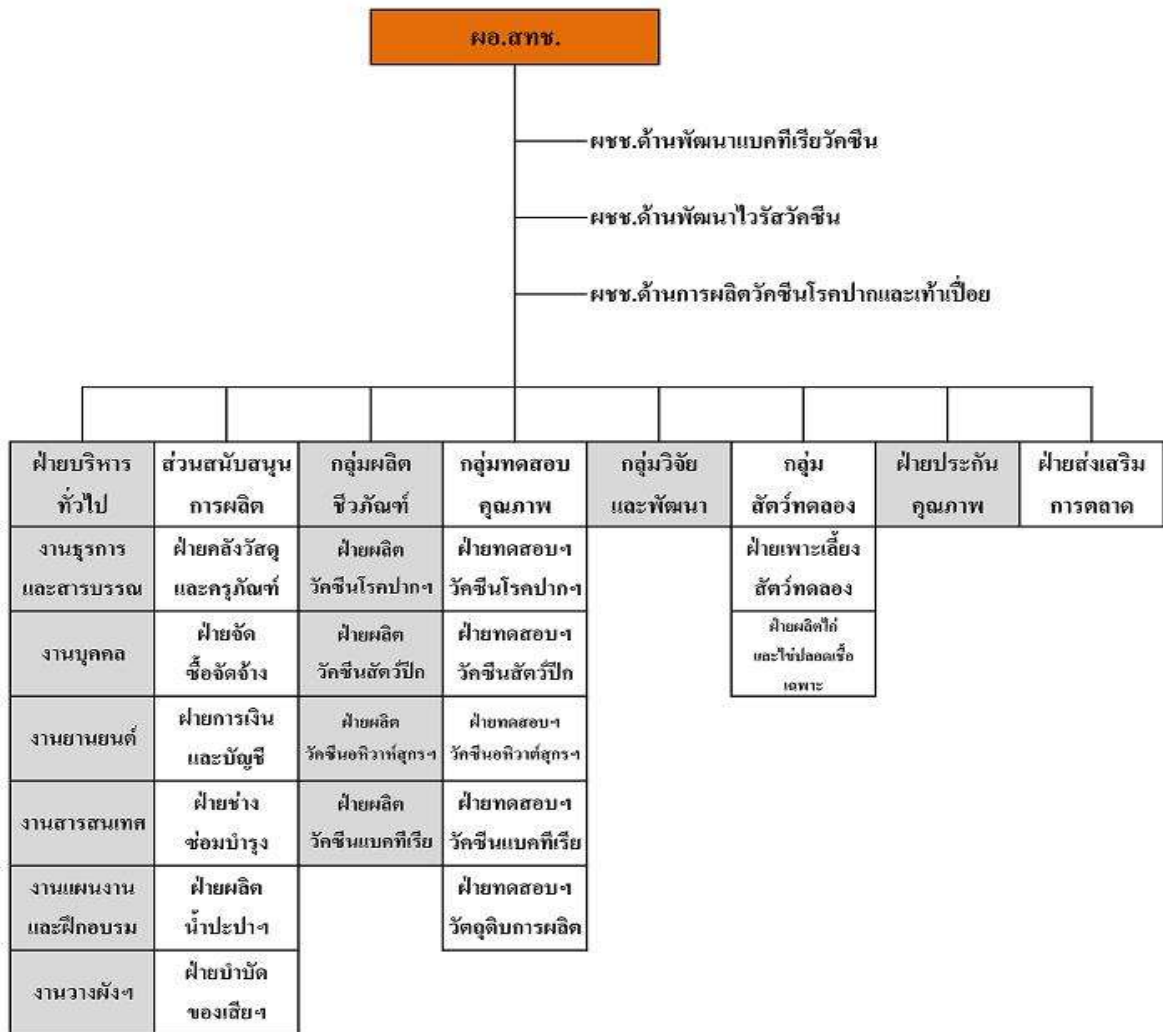 ผอ.สทช.
ผชช.ด้านพัฒนาแบคทีเรียวัคซีน
ผชช.ด้านพัฒนาไวรัสวัคซีน
ผชช.ด้านการผลิตวัคซีนโรคปากและเท้าเปื่อย
ฝ่ายบริหาร
ทั่วไป
งานธุรการ
และสารบรรณ
งานบุคคล
งานยานยนต์
งานสารสนเทศ
งานแผนงาน
และฝึกอบรม
งานวางผังฯ
ส่วนสนับสนุน
การผลิต
ฝ่ายคลังวัสดุ
และครุภัณฑ์
ฝ่ายจัด
ซื้อจัดจ้าง
ฝายการเงิน
และบัญชี
ฝ่ายช่าง
ซ่อมบำรุง
ฝ่ายผลิต
น้ำปะปาฯ
ฝ่ายบำบัด
ของเสียฯ
กลุ่มผลิต
ชีวภัณฑ์
ฝ่ายผลิต
วัคซีนโรคปากฯ
ฝ่ายผลิต
วัคซีนสัตว์ปีก
ฝ่ายผลิต
วัคซีนอหิวาห์สุกรฯ
ฝ่ายผลิต
วัคซีนแบคทีเรีย
กลุ่มทดสอบ
คุณภาพ
ฝ่ายทดสอบฯ
วัคซีนโรคปากฯ
ฝ่ายทดสอบฯ
วัคซีนสัตว์ปีก
ฝ่ายทดสอบฯ
วัคซีนอหิวาต์สุกรฯ
ฝ่ายทดสอบฯ
วัคซีนแบคทีเรีย
ฝ่ายทดสอบฯ
วัตถุดิบการผลิต
กลุ่มวิจัย
และพัฒนา
กลุ่ม
สัตว์ทดลอง
ฝ่ายเพาะเลี้ยง
สัตว์ทดลอง
ฝ่ายผลิตไก่
และไข่ปลอดเชื้อ
เฉพาะ
ฝ่ายประกัน
คุณภาพ
ฝ่ายส่งเสริม
การตลาด